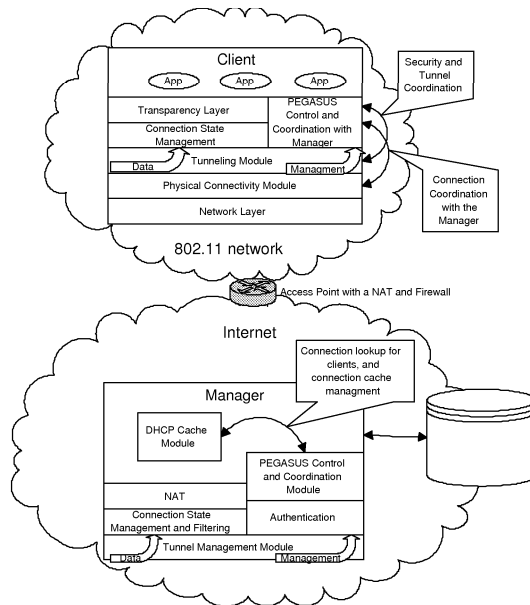 Client
App
App
App
Security and
Tunnel
Coordination
Transparency Layer
PEGASUS
Control and
Coordination with
Manager
Connection State
Management
Tunneling Module
Data
Managment
Physical Connectivity Module
Network Layer
Connection
Coordination
with the
Manager
802.11 network
Access Point with a NAT and Firewall
Internet
Connection lookup for
clients, and
connection cache
managment
Manager
DHCP Cache
Module
PEGASUS Control
and Coordination
Module
NAT
Connection State
Management and Filtering
Authentication
Tunnel Management Module
Data
Management